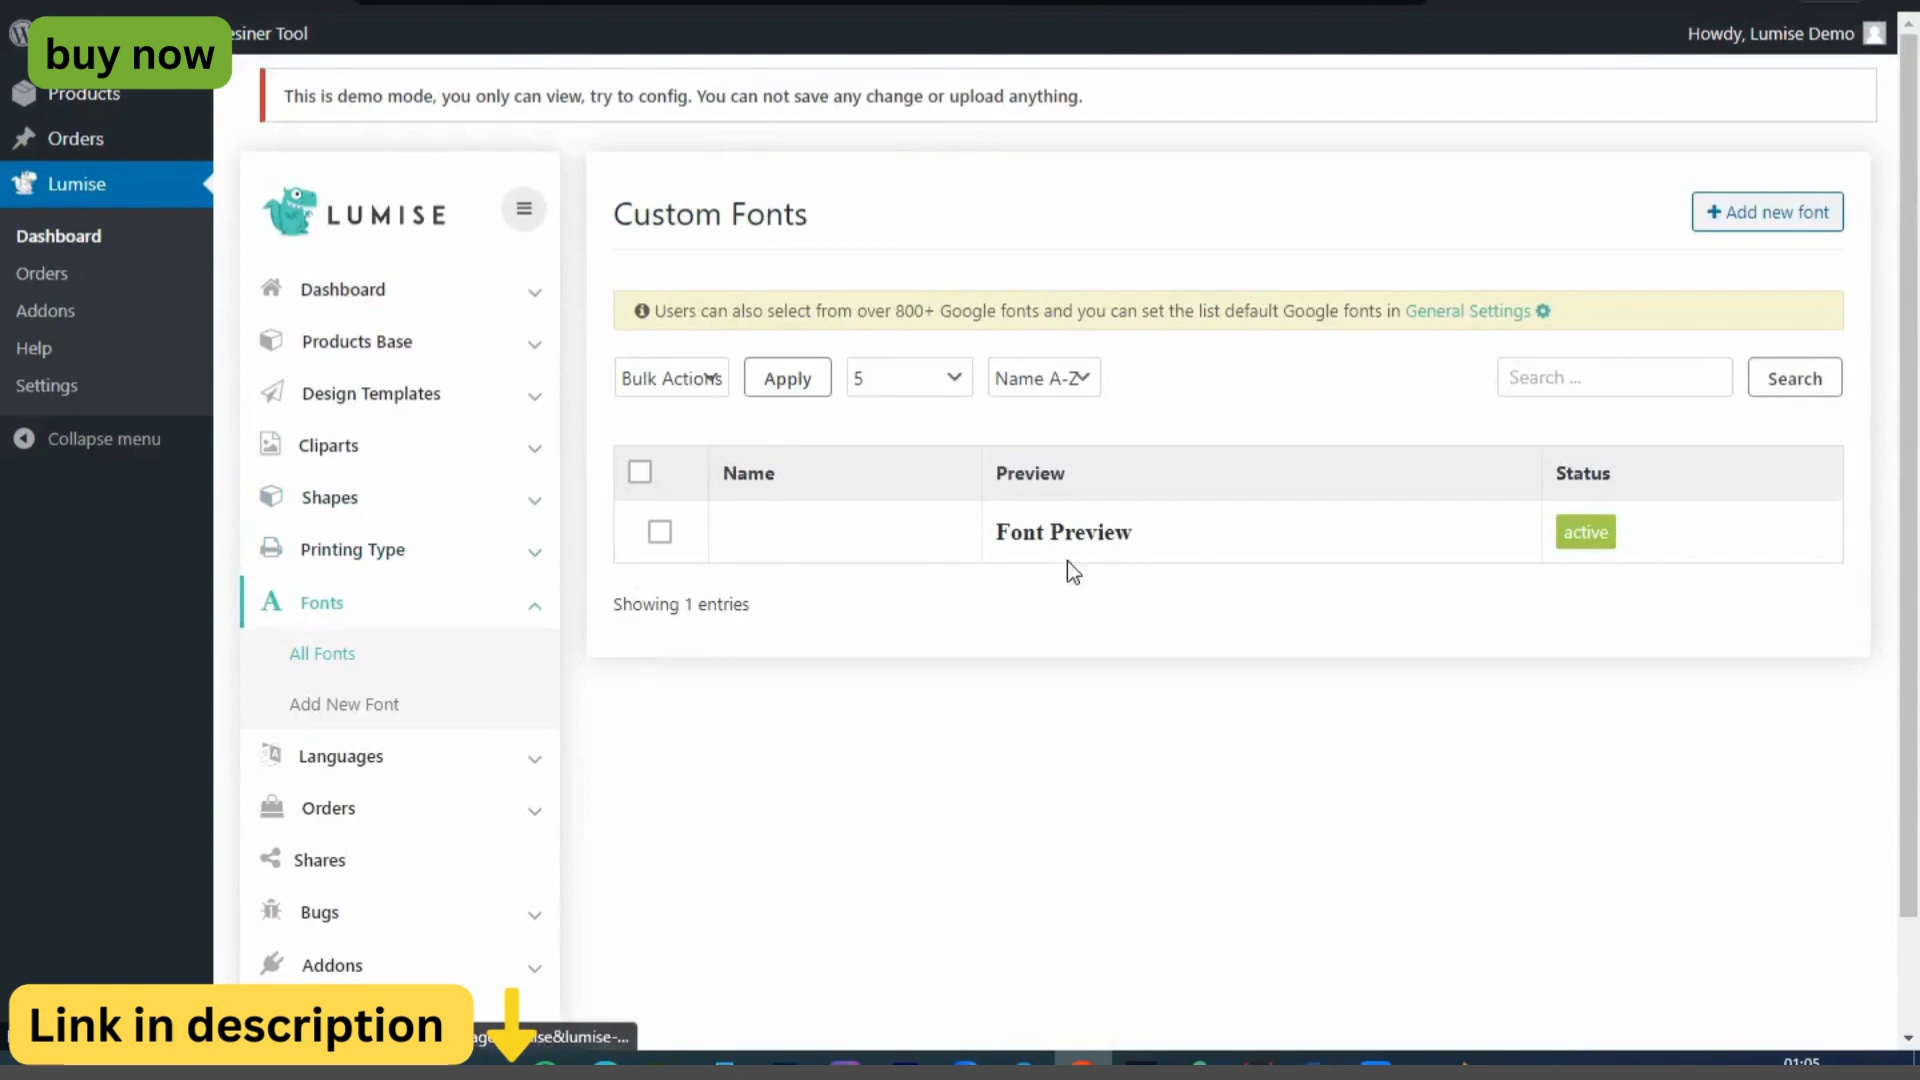 buy now
esiner Tool
Howdy, Lumise Demo
Products
Orders
Lumise
Dashboard
Orders
Addons
Help
Settings
Collapse menu
This is demo mode, you only can view, try to config. You can not save any change or upload anything.
LUMISE
Dashboard
Products Base
Design Templates
Cliparts
Shapes
Printing Type
Fonts
All Fonts
Add New Font
Languages
Orders
Shares
Bugs
Addons
Custom Fonts
+ Add new font
Users can also select from over 800+ Google fonts and you can set the list default Google fonts in General Settings
Bulk Actions
Apply
5
Name A-Z
Search ...
Search
Name
Preview
Status
Font Preview
active
Showing 1 entries
Link in description
ise&lumise-...
01:05